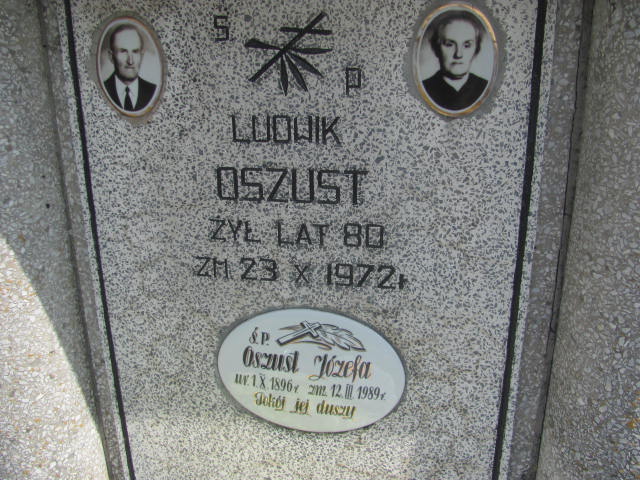 Ś P
LUDWIK
OSZUST
ŻYŁ LAT 80
ZM. 23 X 1972 r
Ś.P.
Oszust Józefa
ur. 1.X.1896 r. zm. 12.III.1989 r.
Pokój jej duszy